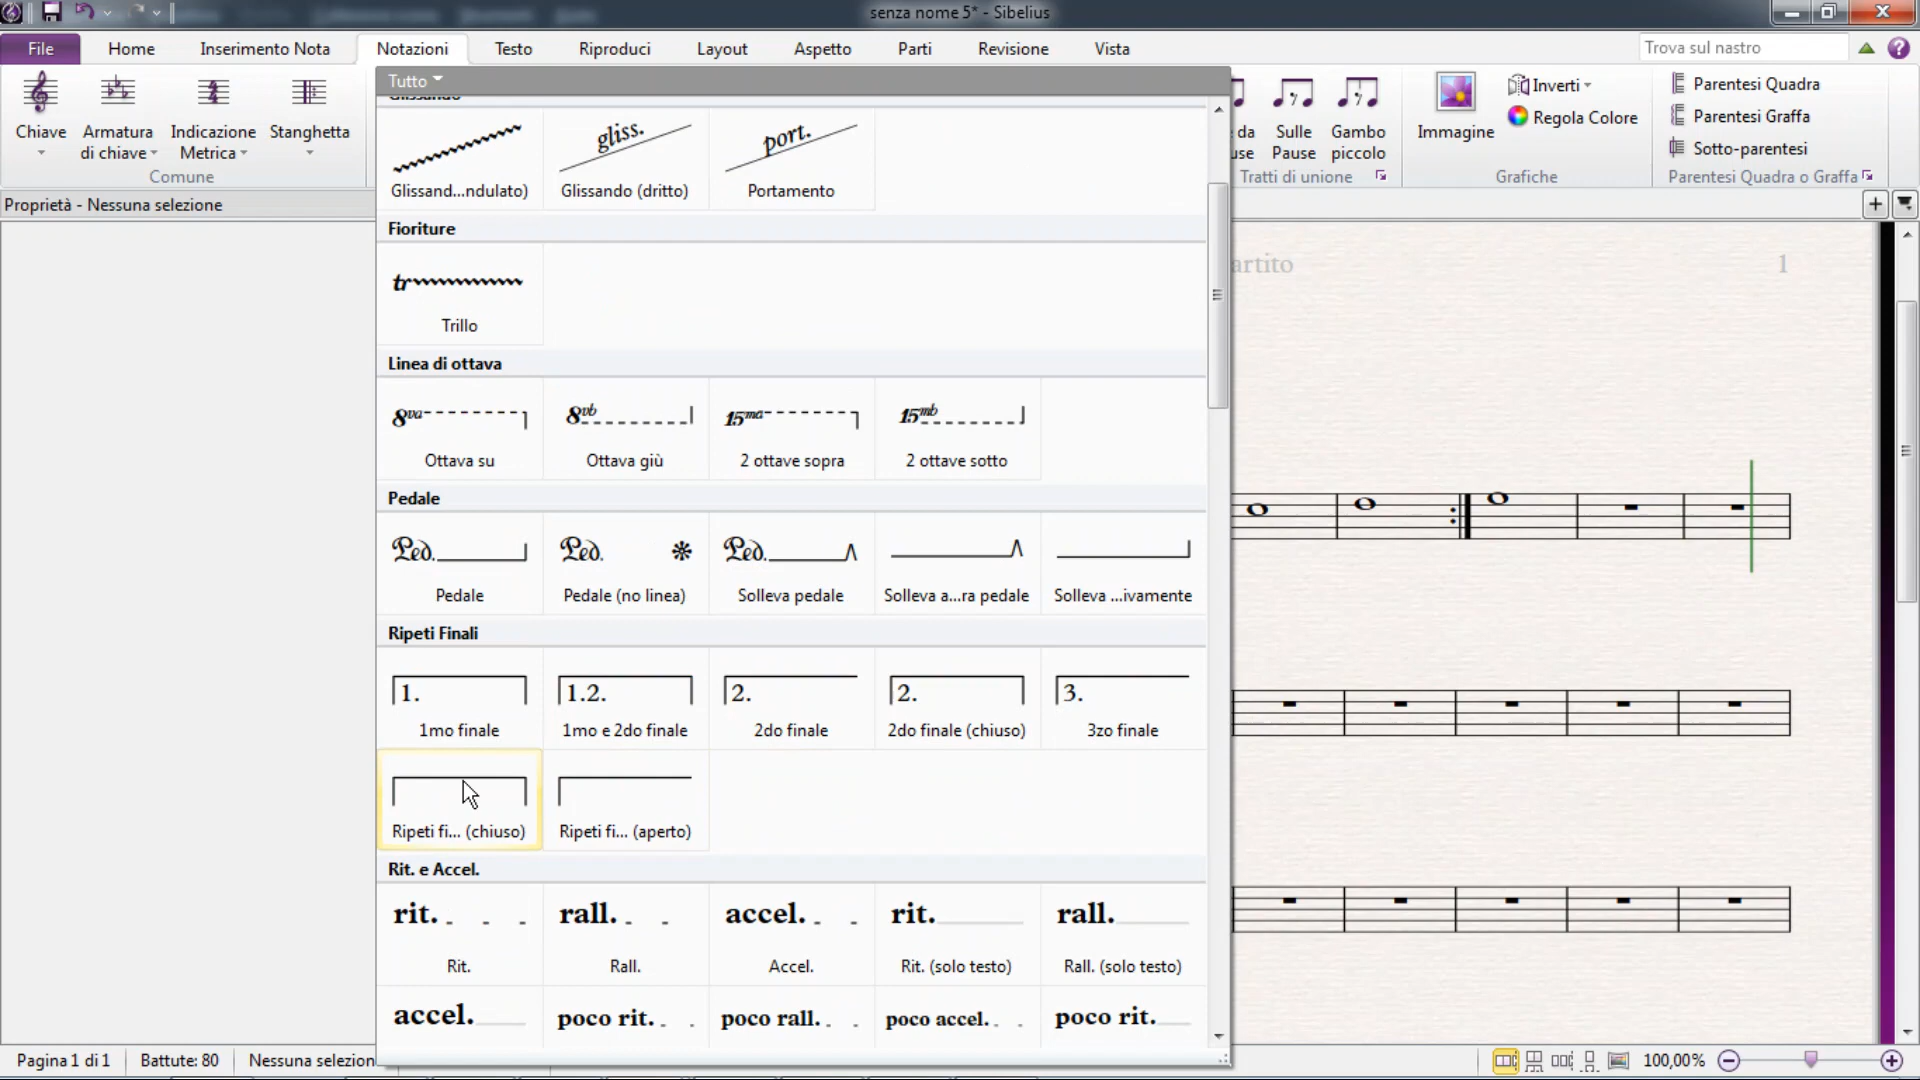 senza nome 5* - Sibelius
File Home Inserimento Nota Notazioni Testo Riproduci Layout Aspetto Parti Revisione Vista Trova sul nastro
Chiave
Armatura di chiave
Indicazione Metrica
Stanghetta
Comune
Tutto
Glissando
gliss.
port.
Glissand...ndulato) Glissando (dritto) Portamento
Fioriture
tr
Trillo
Linea di ottava
8va 8vb 15ma 15mb
Ottava su Ottava giù 2 ottave sopra 2 ottave sotto
Pedale
Ped. Ped. Ped.
Pedale Pedale (no linea) Solleva pedale Solleva a...ra pedale Solleva ...ivamente
Ripeti Finali
1. 1.2. 2. 2. 3.
1mo finale 1mo e 2do finale 2do finale 2do finale (chiuso) 3zo finale
Ripeti fi... (chiuso) Ripeti fi... (aperto)
Rit. e Accel.
rit. rall. accel. rit. rall.
Rit. Rall. Accel. Rit. (solo testo) Rall. (solo testo)
accel. poco rit. poco rall. poco accel. poco rit.
da
use
Sulle Pause
Gambo piccolo
Tratti di unione
Immagine
Inverti
Regola Colore
Grafiche
Parentesi Quadra
Parentesi Graffa
Sotto-parentesi
Parentesi Quadra o Graffa
Proprietà - Nessuna selezione
artito 1
Pagina 1 di 1 Battute: 80 Nessuna selezion 100,00%